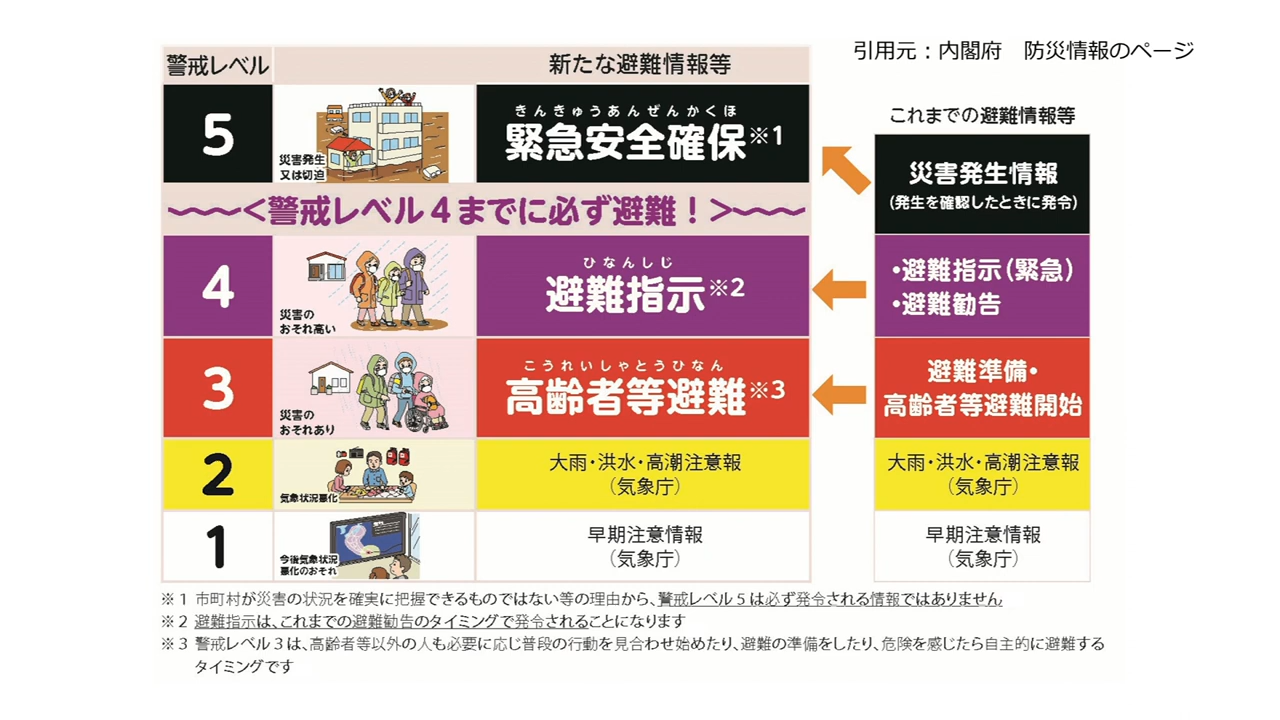 引用元：内閣府　防災情報のページ
警戒レベル
新たな避難情報等
これまでの避難情報等
5
災害発生
又は切迫
きんきゅうあんぜんかくほ
緊急安全確保※1
災害発生情報
(発生を確認したときに発令)
〜〜〜<警戒レベル４までに必ず避難！>〜〜〜
4
災害の
おそれ高い
ひなんしじ
避難指示※2
・避難指示(緊急)
・避難勧告
3
災害の
おそれあり
こうれいしゃとうひなん
高齢者等避難※3
避難準備・
高齢者等避難開始
2
気象状況悪化
大雨・洪水・高潮注意報
(気象庁)
大雨・洪水・高潮注意報
(気象庁)
1
今後気象状況
悪化のおそれ
早期注意情報
(気象庁)
早期注意情報
(気象庁)
※１ 市町村が災害の状況を確実に把握できるものではない等の理由から、警戒レベル５は必ず発令される情報ではありません
※２ 避難指示は、これまでの避難勧告のタイミングで発令されることになります
※３ 警戒レベル３は、高齢者等以外の人も必要に応じ普段の行動を見合わせ始めたり、避難の準備をしたり、危険を感じたら自主的に避難する
タイミングです